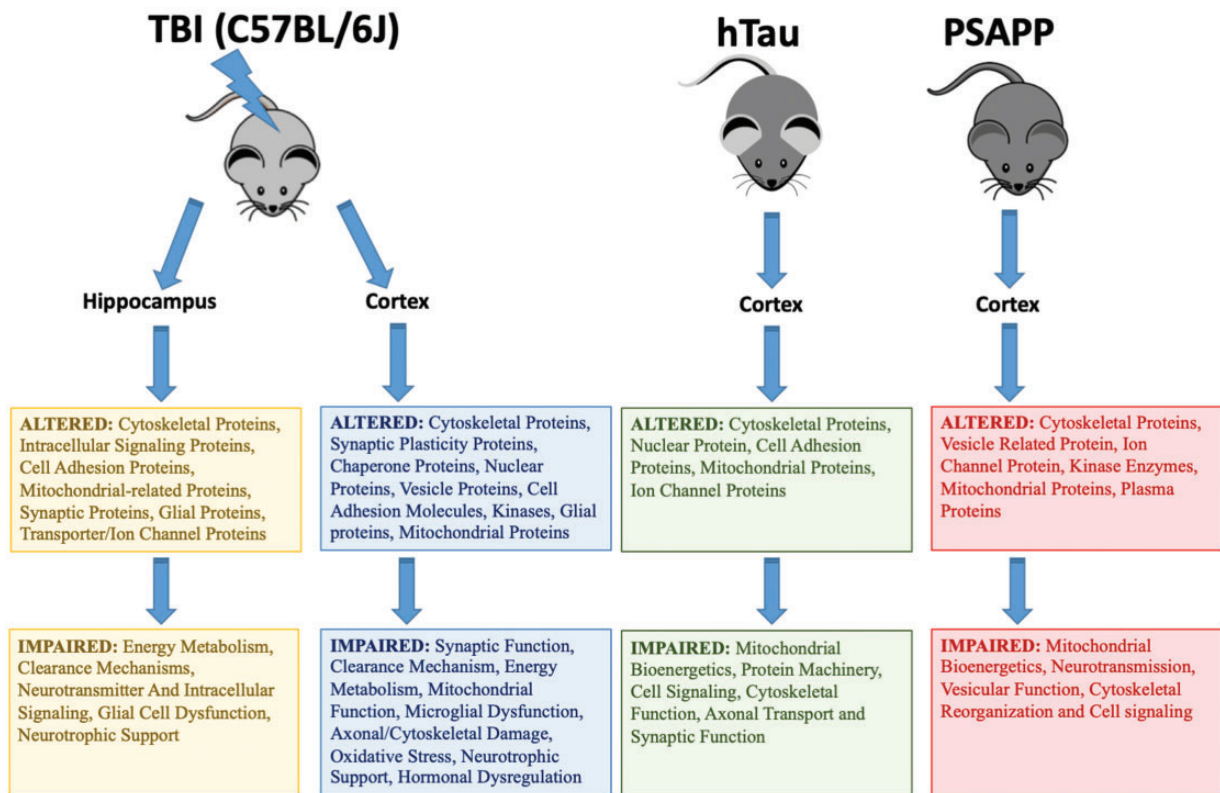 TBI (C57BL/6J)
hTau
PSAPP
Hippocampus
Cortex
Cortex
Cortex
ALTERED: Cytoskeletal Proteins,
Intracellular Signaling Proteins,
Cell Adhesion Proteins,
Mitochondrial-related Proteins,
Synaptic Proteins, Glial Proteins,
Transporter/Ion Channel Proteins
ALTERED: Cytoskeletal Proteins,
Synaptic Plasticity Proteins,
Chaperone Proteins, Nuclear
Proteins, Vesicle Proteins, Cell
Adhesion Molecules, Kinases, Glial
proteins, Mitochondrial Proteins
ALTERED: Cytoskeletal Proteins,
Nuclear Protein, Cell Adhesion
Proteins, Mitochondrial Proteins,
Ion Channel Proteins
ALTERED: Cytoskeletal Proteins,
Vesicle Related Protein, Ion
Channel Protein, Kinase Enzymes,
Mitochondrial Proteins, Plasma
Proteins
IMPAIRED: Energy Metabolism,
Clearance Mechanisms,
Neurotransmitter And Intracellular
Signaling, Glial Cell Dysfunction,
Neurotrophic Support
IMPAIRED: Synaptic Function,
Clearance Mechanism, Energy
Metabolism, Mitochondrial
Function, Microglial Dysfunction,
Axonal/Cytoskeletal Damage,
Oxidative Stress, Neurotrophic
Support, Hormonal Dysregulation
IMPAIRED: Mitochondrial
Bioenergetics, Protein Machinery,
Cell Signaling, Cytoskeletal
Function, Axonal Transport and
Synaptic Function
IMPAIRED: Mitochondrial
Bioenergetics, Neurotransmission,
Vesicular Function, Cytoskeletal
Reorganization and Cell signaling